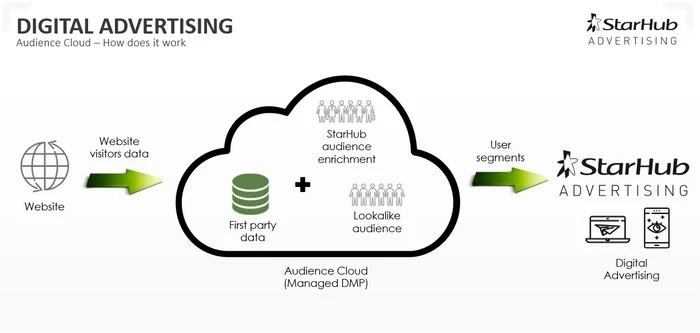 DIGITAL ADVERTISING
Audience Cloud – How does it work
StarHub
ADVERTISING
Website
visitors data
Website
StarHub
audience
enrichment
+
First party
data
Lookalike
audience
Audience Cloud
(Managed DMP)
User
segments
StarHub
ADVERTISING
Digital
Advertising